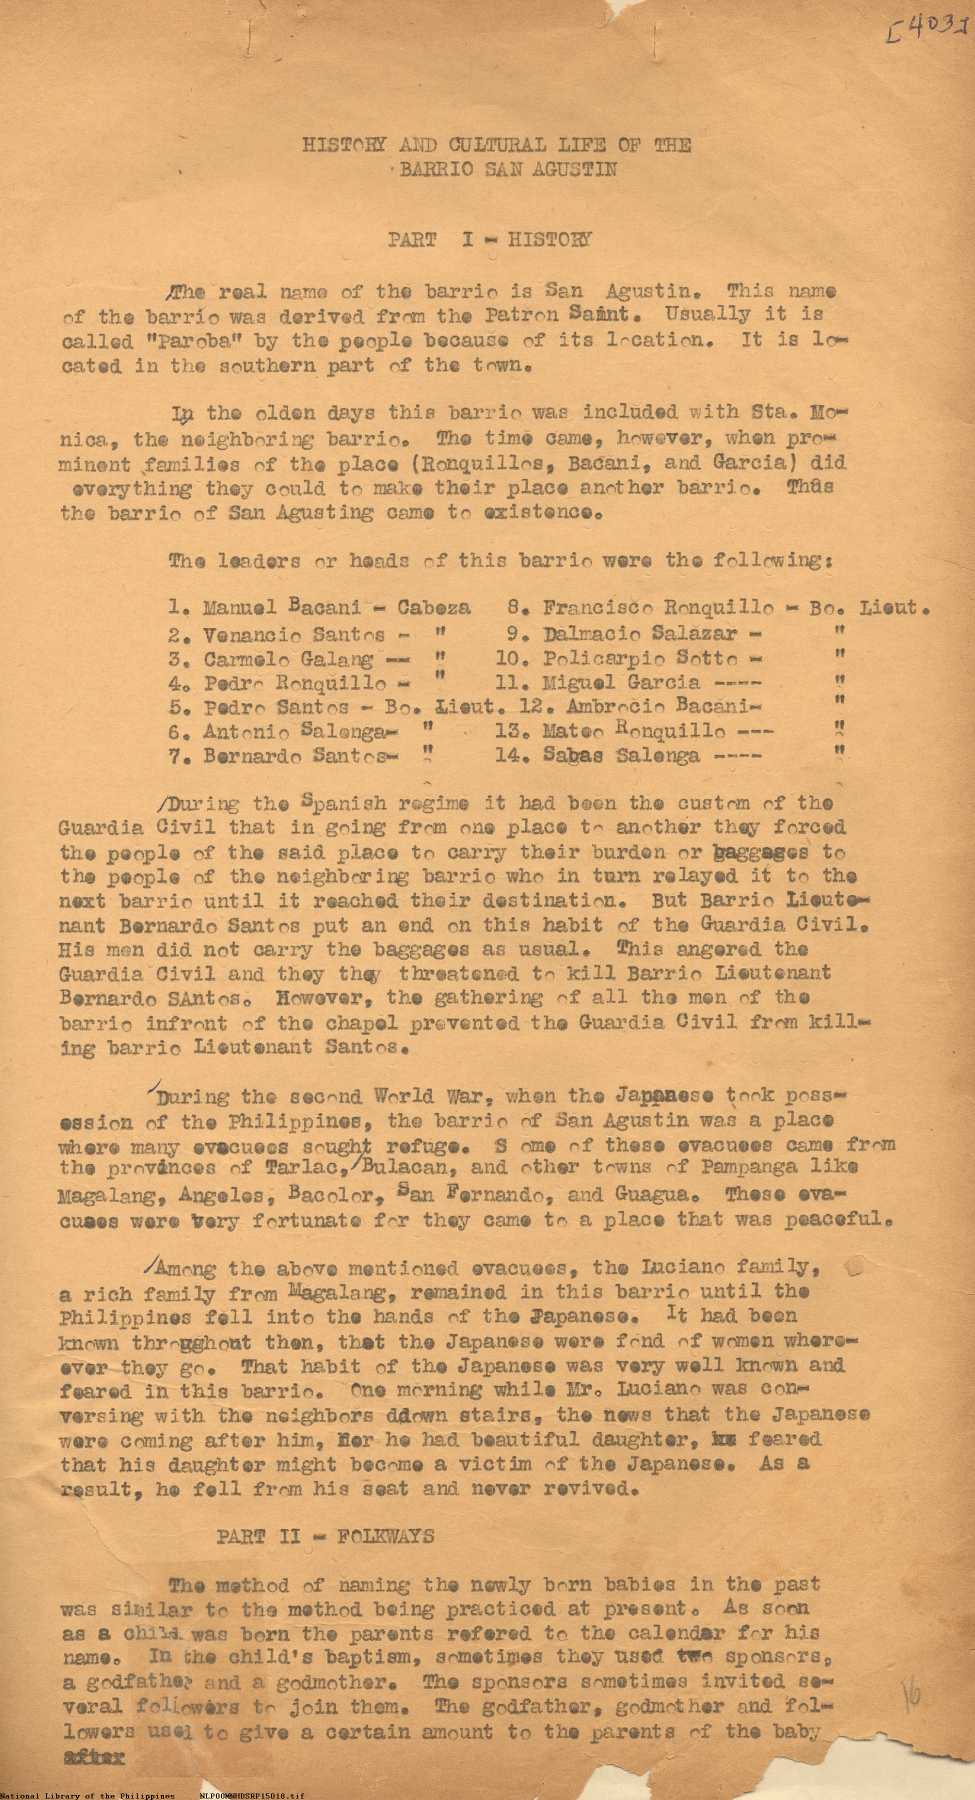 [403]
HISTORY AND CULTURAL LIFE OF THE
BARRIO SAN AGUSTIN
PART I - HISTORY
The real name of the barrio is San Agustin. This name
of the barrio was derived from the Patron Saint. Usually it is
called "Paroba" by the people because of its location. It is lo-
cated in the southern part of the town.
In the olden days this barrio was included with Sta. Mo-
nica, the neighboring barrio. The time came, however, when pro-
minent families of the place (Ronquillos, Bacani, and Garcia) did
everything they could to make their place another barrio. Thus
the barrio of San Agusting came to existence.
The leaders or heads of this barrio were the following:
1. Manuel Bacani - Cabeza 8. Francisco Ronquillo - Bo. Lieut.
2. Venancio Santos - " 9. Dalmacio Salazar - "
3. Carmelo Galang -- " 10. Policarpio Sotto - "
4. Pedro Ronquillo - " 11. Miguel Garcia ---- "
5. Pedro Santos - Bo. Lieut. 12. Ambrocio Bacani- "
6. Antonio Salenga- " 13. Mateo Ronquillo --- "
7. Bernardo Santos- " 14. Sabas Salenga ---- "
During the Spanish regime it had been the custom of the
Guardia Civil that in going from one place to another they forced
the people of the said place to carry their burden or baggages to
the people of the neighboring barrio who in turn relayed it to the
next barrio until it reached their destination. But Barrio Lieute-
nant Bernardo Santos put an end on this habit of the Guardia Civil.
His men did not carry the baggages as usual. This angered the
Guardia Civil and they they threatened to kill Barrio Lieutenant
Bernardo SAntos. However, the gathering of all the men of the
barrio infront of the chapel prevented the Guardia Civil from kill-
ing barrio Lieutenant Santos.
During the second World War, when the Japanese took poss-
ession of the Philippines, the barrio of San Agustin was a place
where many evacuees sought refuge. S ome of these evacuees came from
the provinces of Tarlac, Bulacan, and other towns of Pampanga like
Magalang, Angeles, Bacolor, San Fernando, and Guagua. These eva-
cuees were very fortunate for they came to a place that was peaceful.
Among the above mentioned evacuees, the Luciano family,
a rich family from Magalang, remained in this barrio until the
Philippines fell into the hands of the Japanese. It had been
known throughout then, that the Japanese were fond of women where-
ever they go. That habit of the Japanese was very well known and
feared in this barrio. One morning while Mr. Luciano was con-
versing with the neighbors ddown stairs, the news that the Japanese
were coming after him, for he had beautiful daughter, feared
that his daughter might become a victim of the Japanese. As a
result, he fell from his seat and never revived.
PART II - FOLKWAYS
The method of naming the newly born babies in the past
was similar to the method being practiced at present. As soon
as a child was born the parents refered to the calendar for his
name. In the child's baptism, sometimes they used two sponsors,
a godfather and a godmother. The sponsors sometimes invited se-
veral followers to join them. The godfather, godmother and fol-
lowers used to give a certain amount to the parents of the baby
after
16
National Library of the Philippines NLPOOM00HDSRP15018.tif